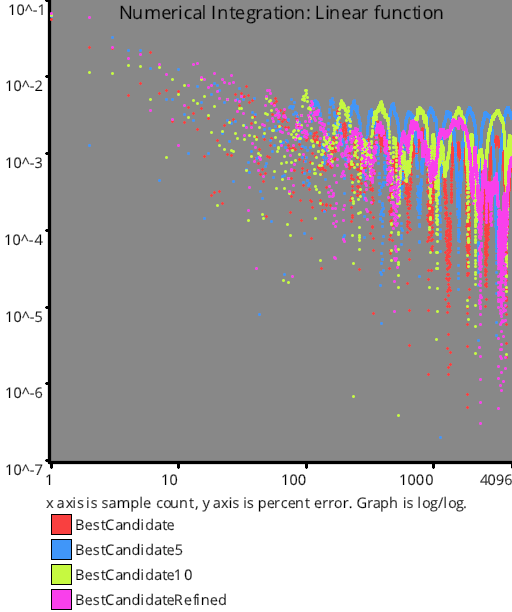 Numerical Integration: Linear function
10^-1
10^-2
10^-3
10^-4
10^-5
10^-6
10^-7
1 10 100 1000 4096
x axis is sample count, y axis is percent error. Graph is log/log.
BestCandidate
BestCandidate5
BestCandidate10
BestCandidateRefined